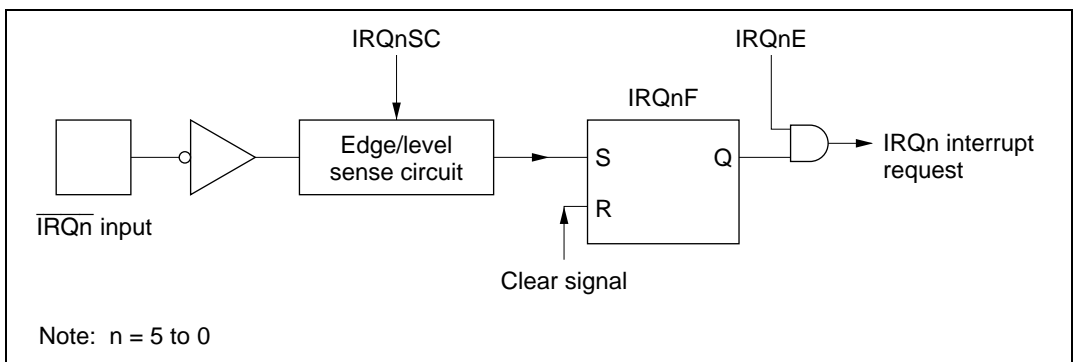 IRQnSC
IRQnE
IRQnF
Edge/level
sense circuit
S
Q
R
IRQn interrupt
request
IRQn input
Clear signal
Note: n = 5 to 0